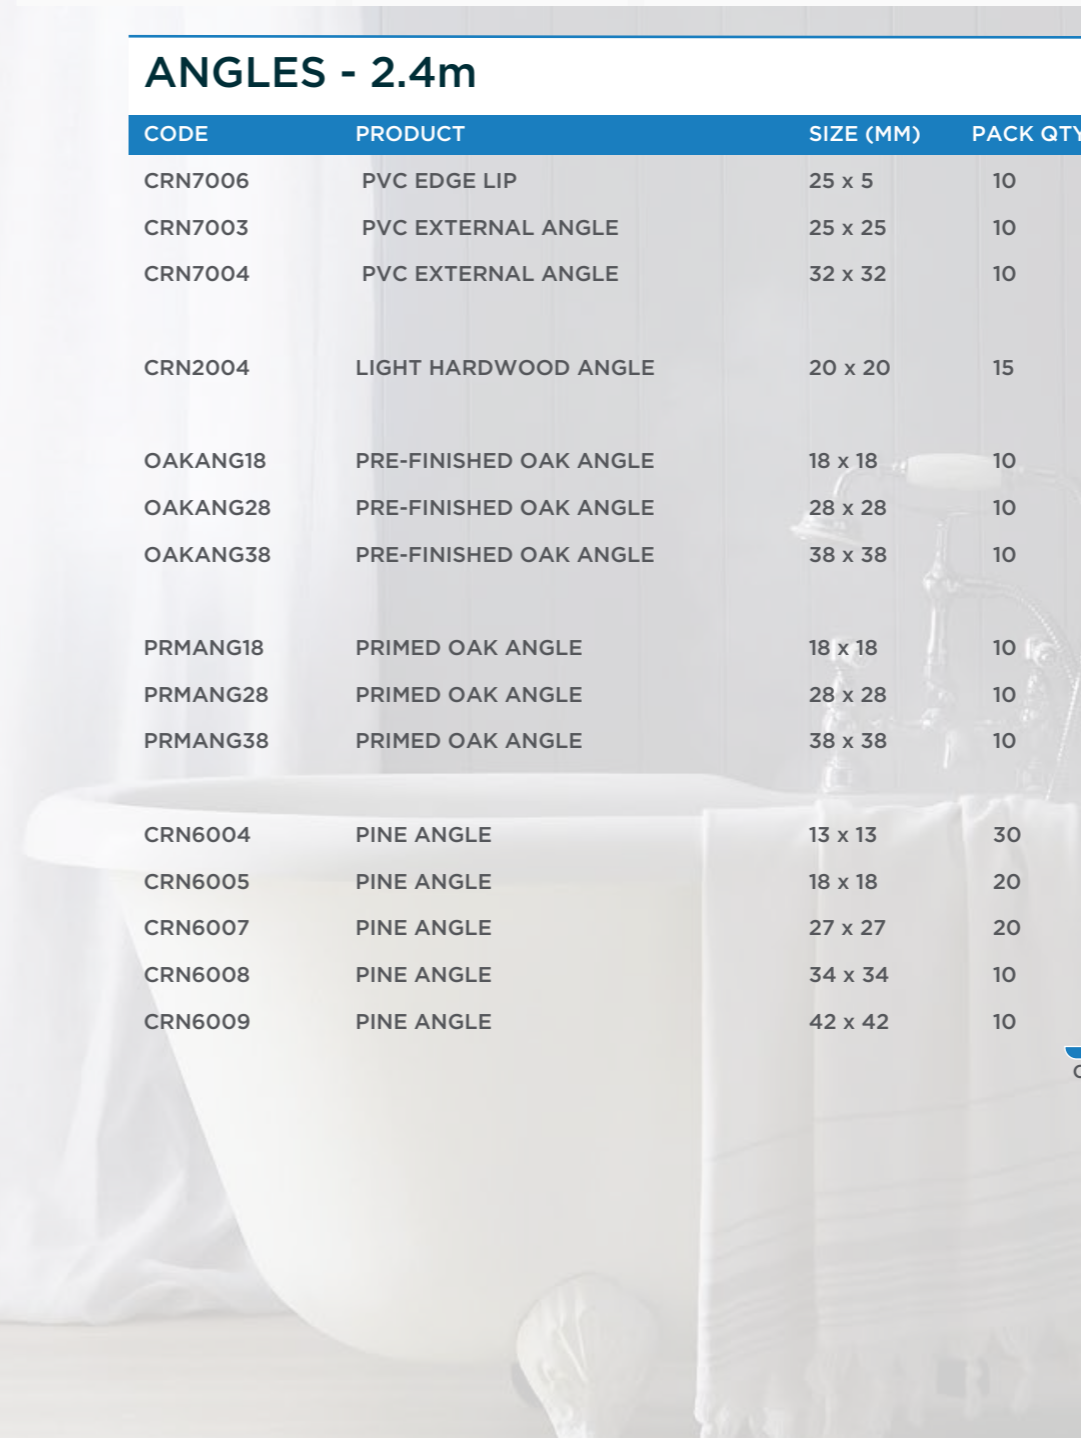 ANGLES - 2.4m
CODE PRODUCT SIZE (MM) PACK QTY
CRN7006 PVC EDGE LIP 25 x 5 10
CRN7003 PVC EXTERNAL ANGLE 25 x 25 10
CRN7004 PVC EXTERNAL ANGLE 32 x 32 10
CRN2004 LIGHT HARDWOOD ANGLE 20 x 20 15
OAKANG18 PRE-FINISHED OAK ANGLE 18 x 18 10
OAKANG28 PRE-FINISHED OAK ANGLE 28 x 28 10
OAKANG38 PRE-FINISHED OAK ANGLE 38 x 38 10
PRMANG18 PRIMED OAK ANGLE 18 x 18 10
PRMANG28 PRIMED OAK ANGLE 28 x 28 10
PRMANG38 PRIMED OAK ANGLE 38 x 38 10
CRN6004 PINE ANGLE 13 x 13 30
CRN6005 PINE ANGLE 18 x 18 20
CRN6007 PINE ANGLE 27 x 27 20
CRN6008 PINE ANGLE 34 x 34 10
CRN6009 PINE ANGLE 42 x 42 10